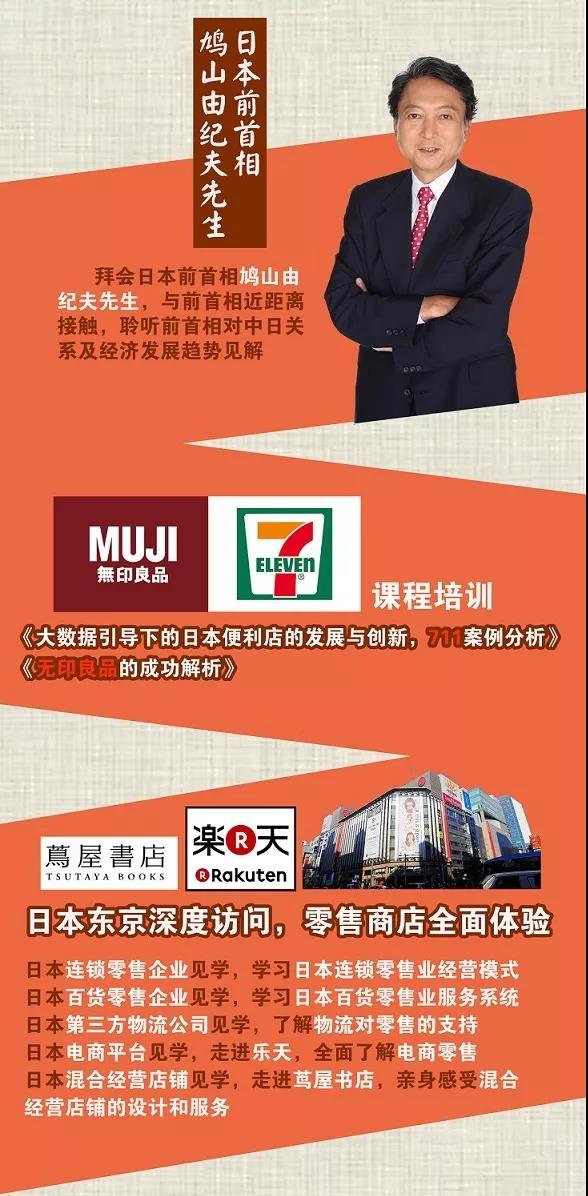 日本前首相
鸠山由纪夫先生
拜会日本前首相鸠山由
纪夫先生，与前首相近距离
接触，聆听前首相对中日关
系及经济发展趋势见解
MUJI
無印良品
7
ELEVEN
®
课程培训
《大数据引导下的日本便利店的发展与创新，711案例分析》
《无印良品的成功解析》
蔦屋書店
TSUTAYA BOOKS
楽R天
R Rakuten
日本东京深度访问，零售商店全面体验
日本连锁零售企业见学，学习日本连锁零售业经营模式
日本百货零售企业见学，学习日本百货零售业服务系统
日本第三方物流公司见学，了解物流对零售的支持
日本电商平台见学，走进乐天，全面了解电商零售
日本混合经营店铺见学，走进茑屋书店，亲身感受混合
经营店铺的设计和服务